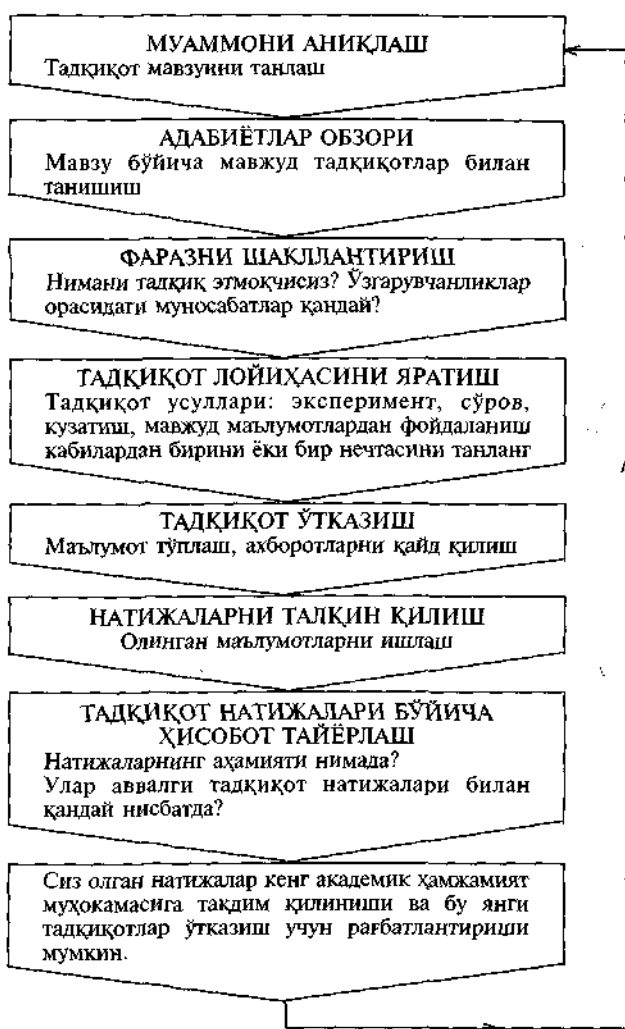 МУАММОНИ АНИҚЛАШ
Тадқиқот мавзуини танлаш
АДАБИЁТЛАР ОБЗОРИ
Мавзу бўйича мавжуд тадқиқотлар билан
танишиш
ФАРАЗНИ ШАКЛЛАНТИРИШ
Нимани тадқиқ этмоқчисиз? Ўзгарувчанликлар
орасидаги муносабатлар қандай?
ТАДҚИҚОТ ЛОЙИҲАСИНИ ЯРАТИШ
Тадқиқот усуллари: эксперимент, сўров,
кузатиш, мавжуд маълумотлардан фойдаланиш
кабилардан бирини ёки бир нечтасини танланг
ТАДҚИҚОТ ЎТКАЗИШ
Маълумот тўплаш, ахборотларни қайд қилиш
НАТИЖАЛАРНИ ТАЛҚИН ҚИЛИШ
Олинган маълумотларни ишлаш
ТАДҚИҚОТ НАТИЖАЛАРИ БЎЙИЧА
ҲИСОБОТ ТАЙЁРЛАШ
Натижаларнинг аҳамияти нимада?
Улар аввалги тадқиқот натижалари билан
қандай нисбатда?
Сиз олган натижалар кенг академик ҳамжамият
муҳокамасига тақдим қилиниши ва бу янги
тадқиқотлар ўтказиш учун рағбатлантириши
мумкин.